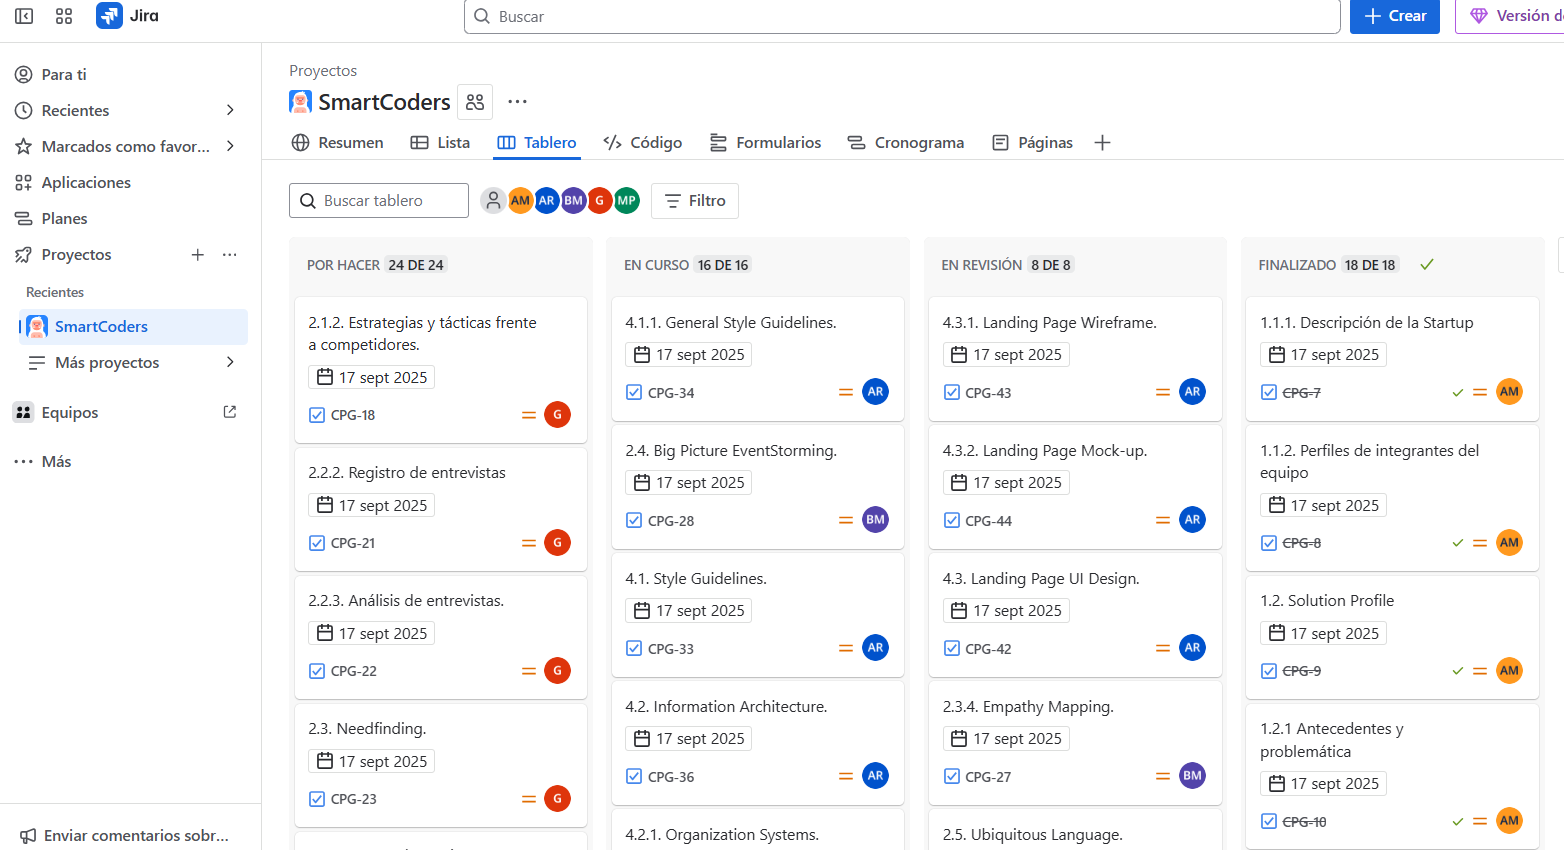 Jira
Buscar
Crear
Versión d
Para ti
Recientes
Marcados como favor...
Aplicaciones
Planes
Proyectos
Recientes
SmartCoders
Más proyectos
Equipos
Más
Enviar comentarios sobr...
Proyectos
SmartCoders
Resumen
Lista
Tablero
Código
Formularios
Cronograma
Páginas
Buscar tablero
AM
AR
BM
G
MP
Filtro
POR HACER 24 DE 24
2.1.2. Estrategias y tácticas frente
a competidores.
17 sept 2025
CPG-18
G
2.2.2. Registro de entrevistas
17 sept 2025
CPG-21
G
2.2.3. Análisis de entrevistas.
17 sept 2025
CPG-22
G
2.3. Needfinding.
17 sept 2025
CPG-23
G
EN CURSO 16 DE 16
4.1.1. General Style Guidelines.
17 sept 2025
CPG-34
AR
2.4. Big Picture EventStorming.
17 sept 2025
CPG-28
BM
4.1. Style Guidelines.
17 sept 2025
CPG-33
AR
4.2. Information Architecture.
17 sept 2025
CPG-36
AR
4.2.1. Organization Systems.
EN REVISIÓN 8 DE 8
4.3.1. Landing Page Wireframe.
17 sept 2025
CPG-43
AR
4.3.2. Landing Page Mock-up.
17 sept 2025
CPG-44
AR
4.3. Landing Page UI Design.
17 sept 2025
CPG-42
AR
2.3.4. Empathy Mapping.
17 sept 2025
CPG-27
BM
2.5. Ubiquitous Language.
FINALIZADO 18 DE 18
1.1.1. Descripción de la Startup
17 sept 2025
CPG-7
AM
1.1.2. Perfiles de integrantes del
equipo
17 sept 2025
CPG-8
AM
1.2. Solution Profile
17 sept 2025
CPG-9
AM
1.2.1 Antecedentes y
problemática
17 sept 2025
CPG-10
AM